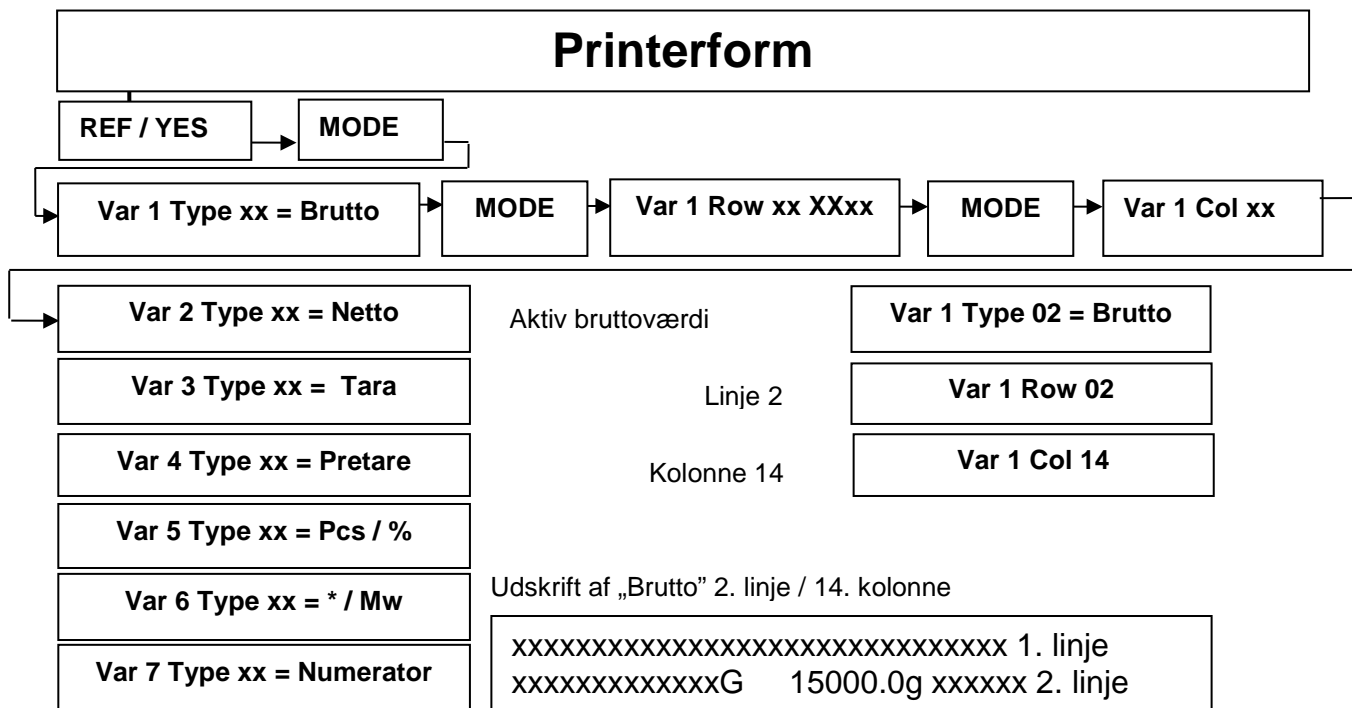 Printerform
REF / YES
MODE
Var 1 Type xx = Brutto
MODE
Var 1 Row xx XXxx
MODE
Var 1 Col xx
Var 2 Type xx = Netto
Aktiv bruttoværdi
Var 1 Type 02 = Brutto
Var 3 Type xx = Tara
Linje 2
Var 1 Row 02
Var 4 Type xx = Pretare
Kolonne 14
Var 1 Col 14
Var 5 Type xx = Pcs / %
Var 6 Type xx = * / Mw
Var 7 Type xx = Numerator
Udskrift af „Brutto” 2. linje / 14. kolonne
xxxxxxxxxxxxxxxxxxxxxxxxxxxxxxx 1. linje
xxxxxxxxxxxxxG 15000.0g xxxxxx 2. linje